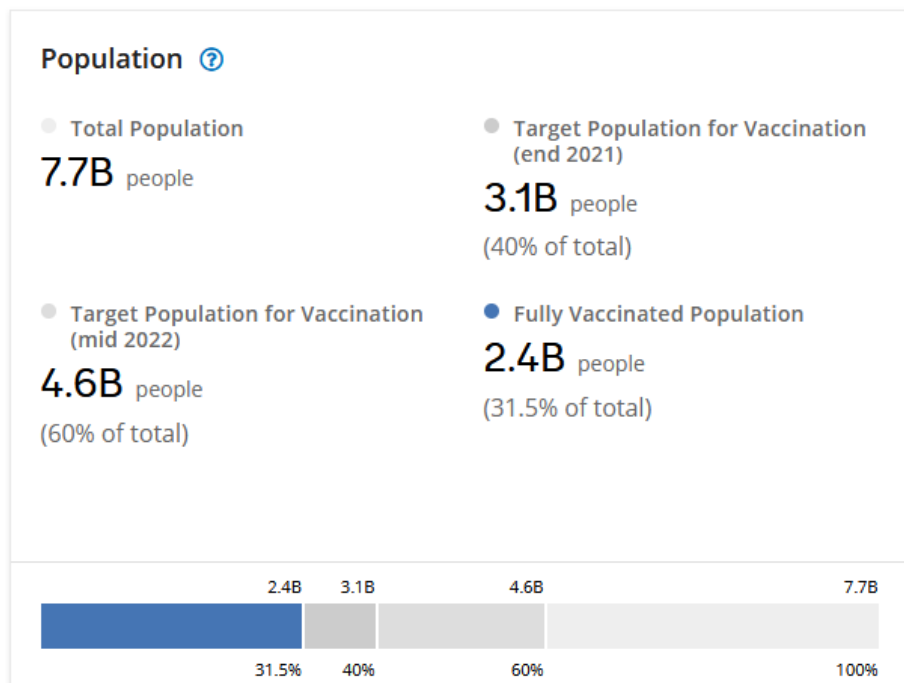 Population ?
Total Population
7.7B people
Target Population for Vaccination
(end 2021)
3.1B people
(40% of total)
Target Population for Vaccination
(mid 2022)
4.6B people
(60% of total)
Fully Vaccinated Population
2.4B people
(31.5% of total)
2.4B 3.1B 4.6B 7.7B
31.5% 40% 60% 100%